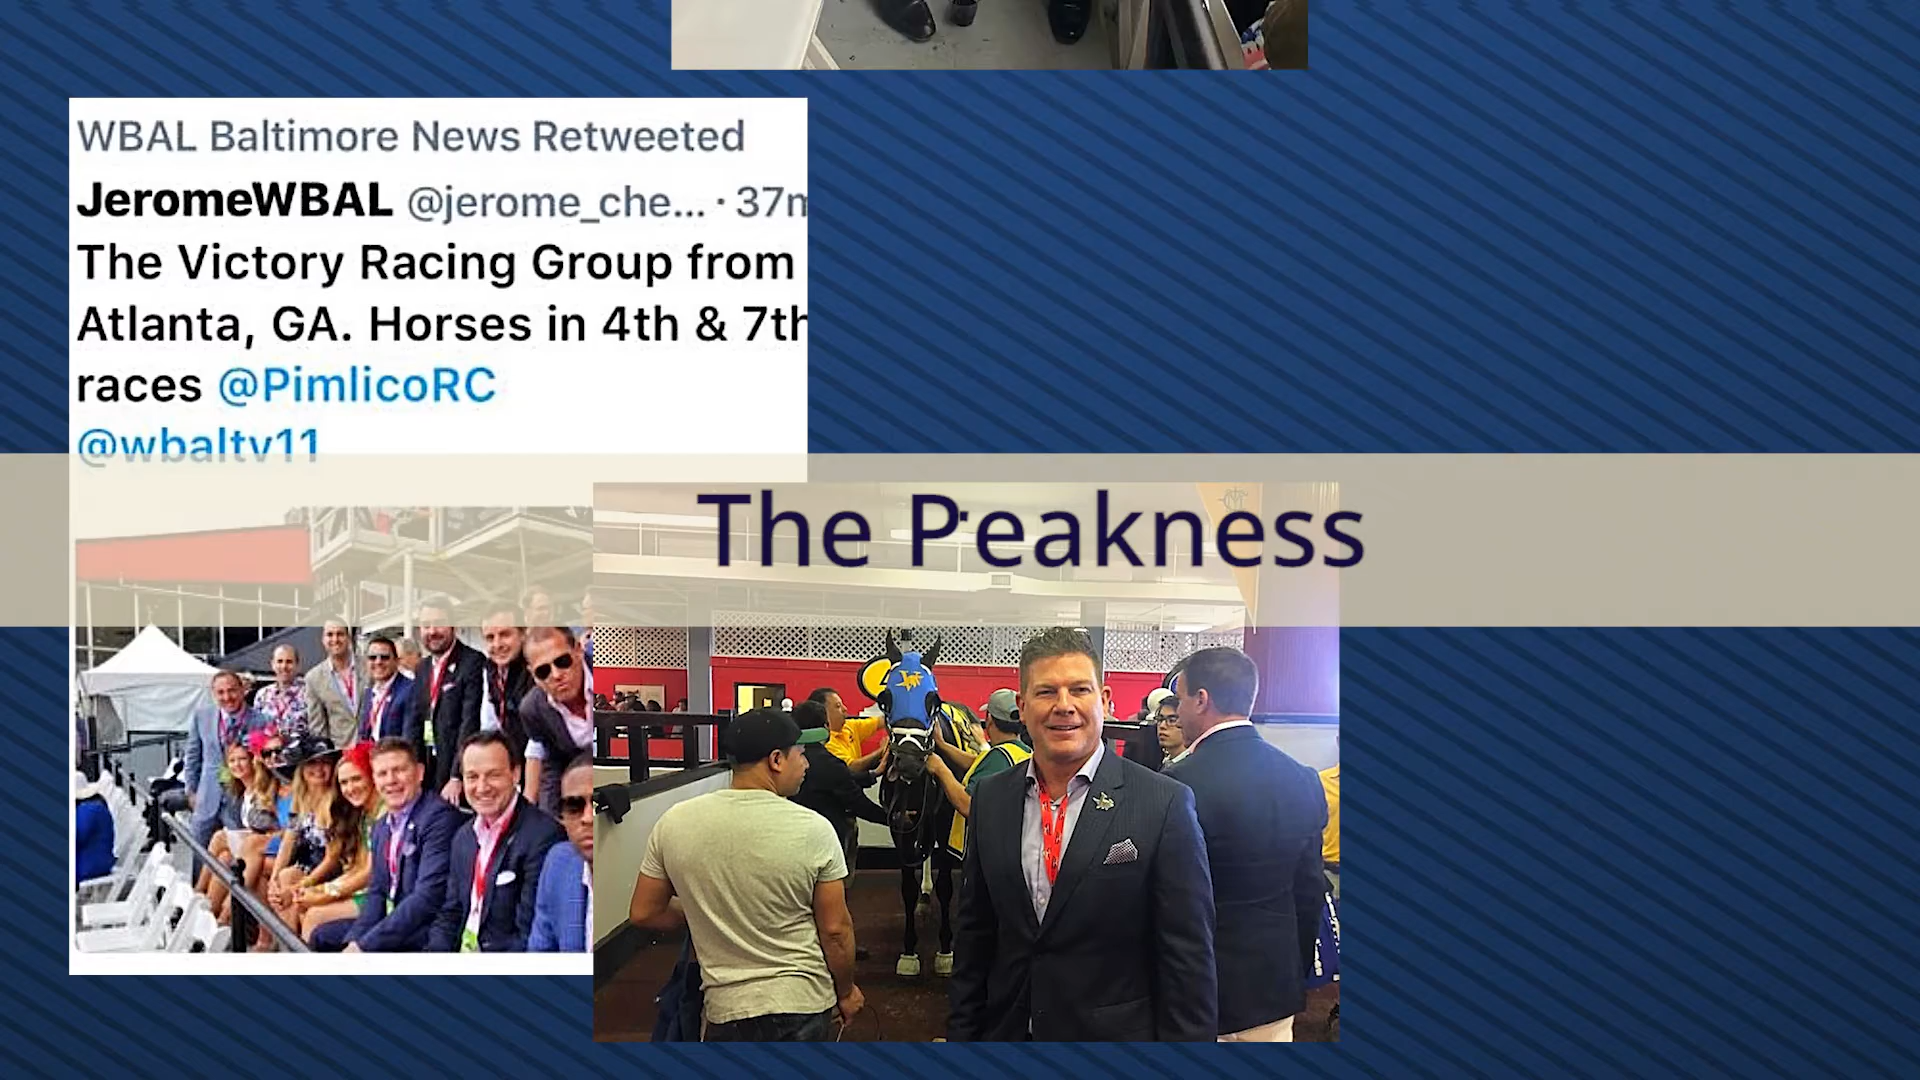 WBAL Baltimore News Retweeted
JeromeWBAL @jerome_che... · 37m
The Victory Racing Group from
Atlanta, GA. Horses in 4th & 7th
races @PimlicoRC
@wbaltv11
The Peakness